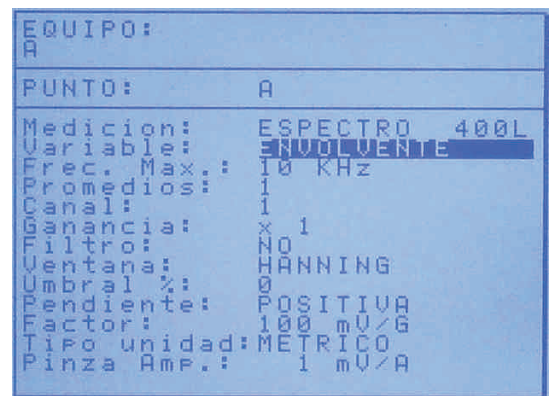 EQUIPO:
A
PUNTO: A
Medicion: ESPECTRO 400L
Variable: ENVOLVENTE
Frec. Max.: 10 KHz
Promedios: 1
Canal: 1
Ganancia: x 1
Filtro: NO
Ventana: HANNING
Umbral %: 0
Pendiente: POSITIVA
Factor: 100 mV/G
Tipo unidad: METRICO
Pinza Amp.: 1 mV/A